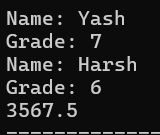 Name: Yash
Grade: 7
Name: Harsh
Grade: 6
3567.5
-------------